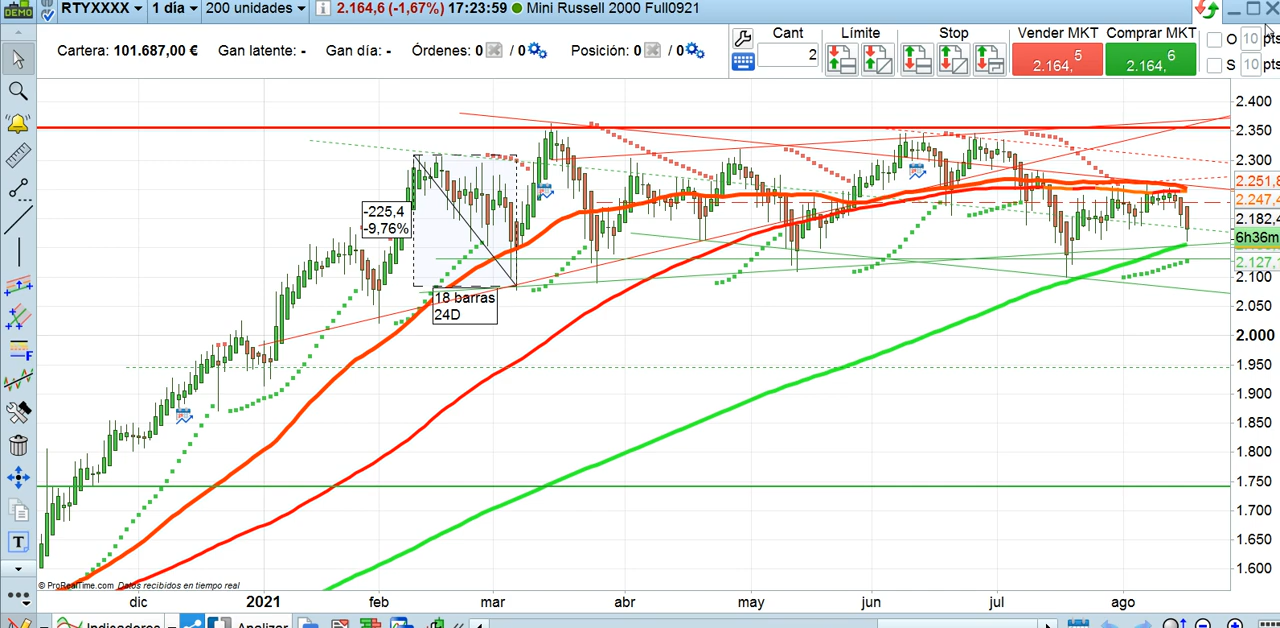 DEMO RTYXXXX 1 día 200 unidades 2.164,6 (-1,67%) 17:23:59 Mini Russell 2000 Full0921
Cartera: 101.687,00 € Gan latente: - Gan día: - Órdenes: 0 / 0 Posición: 0 / 0
Cant Límite Stop Vender MKT Comprar MKT
2
2.164,5 2.164,6
O 10 pts
S 10 pts
2.400
2.350
2.300
2.251,8
2.247,4
2.182,4
6h36m
2.127,1
2.100
2.050
2.000
1.950
1.900
1.850
1.800
1.750
1.700
1.650
1.600
-225,4
-9,76%
18 barras
24D
F
T
© ProRealTime.com Datos recibidos en tiempo real
dic 2021 feb mar abr may jun jul ago
Indicadores Analizar